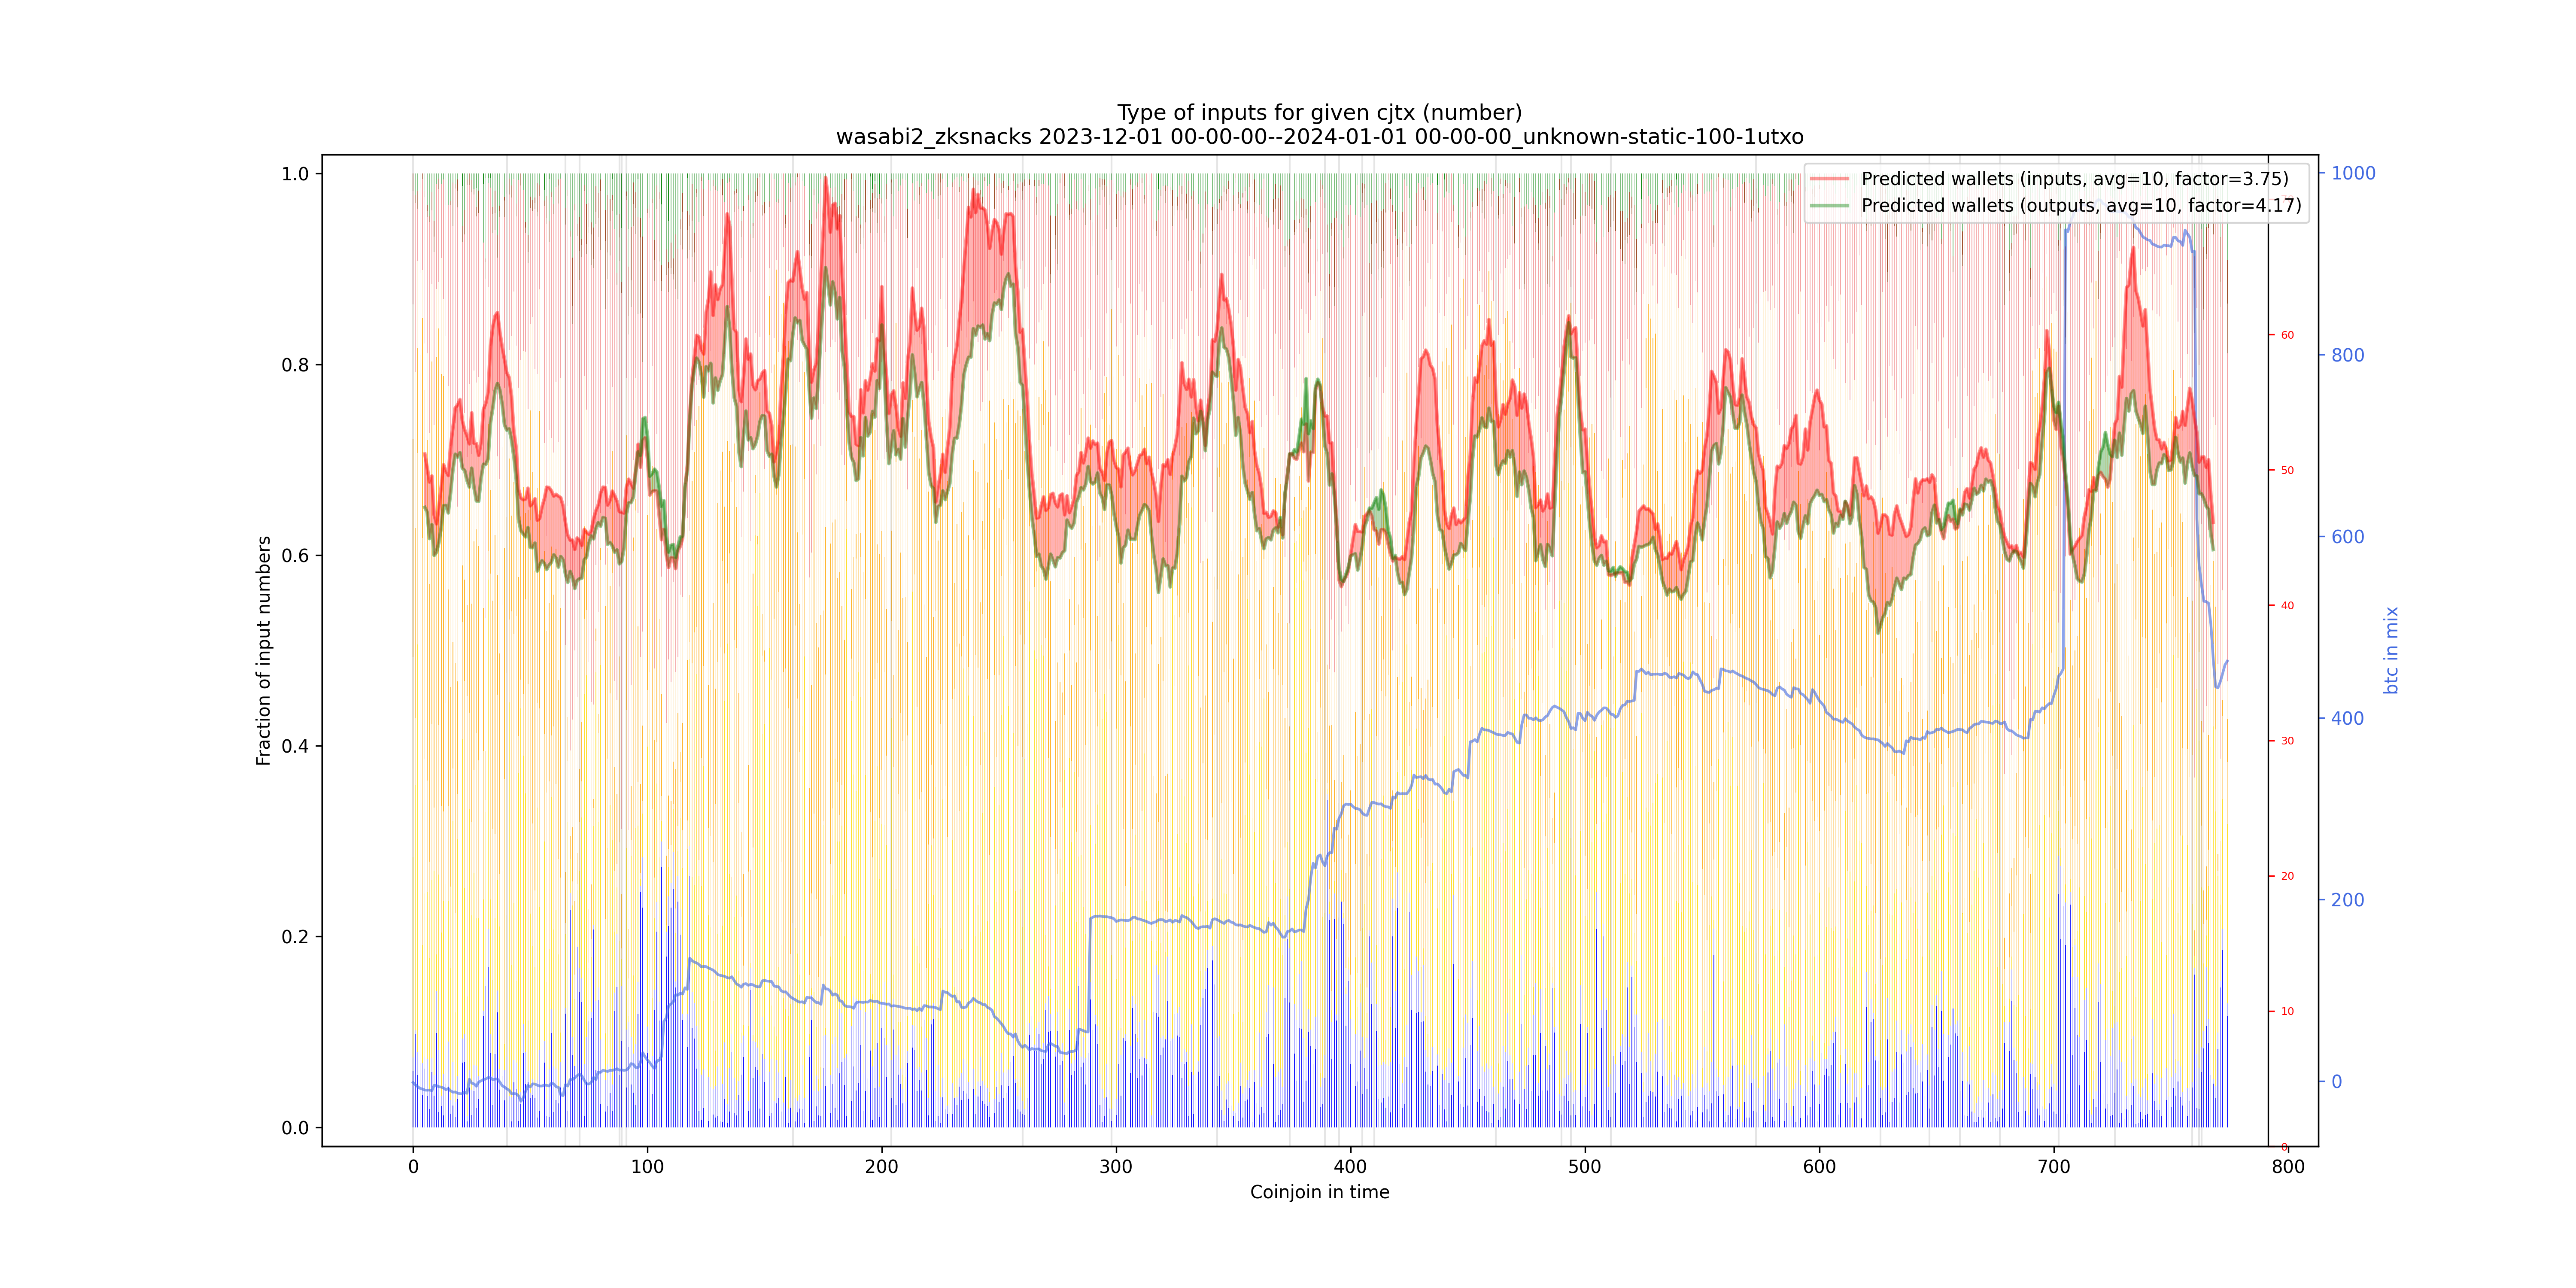 Type of inputs for given cjtx (number)
wasabi2_zksnacks 2023-12-01 00-00-00--2024-01-01 00-00-00_unknown-static-100-1utxo
Predicted wallets (inputs, avg=10, factor=3.75)
Predicted wallets (outputs, avg=10, factor=4.17)
Fraction of input numbers
1.0
0.8
0.6
0.4
0.2
0.0
0 100 200 300 400 500 600 700 800
Coinjoin in time
60
50
40
30
20
10
0
1000
800
600
400
200
0
btc in mix